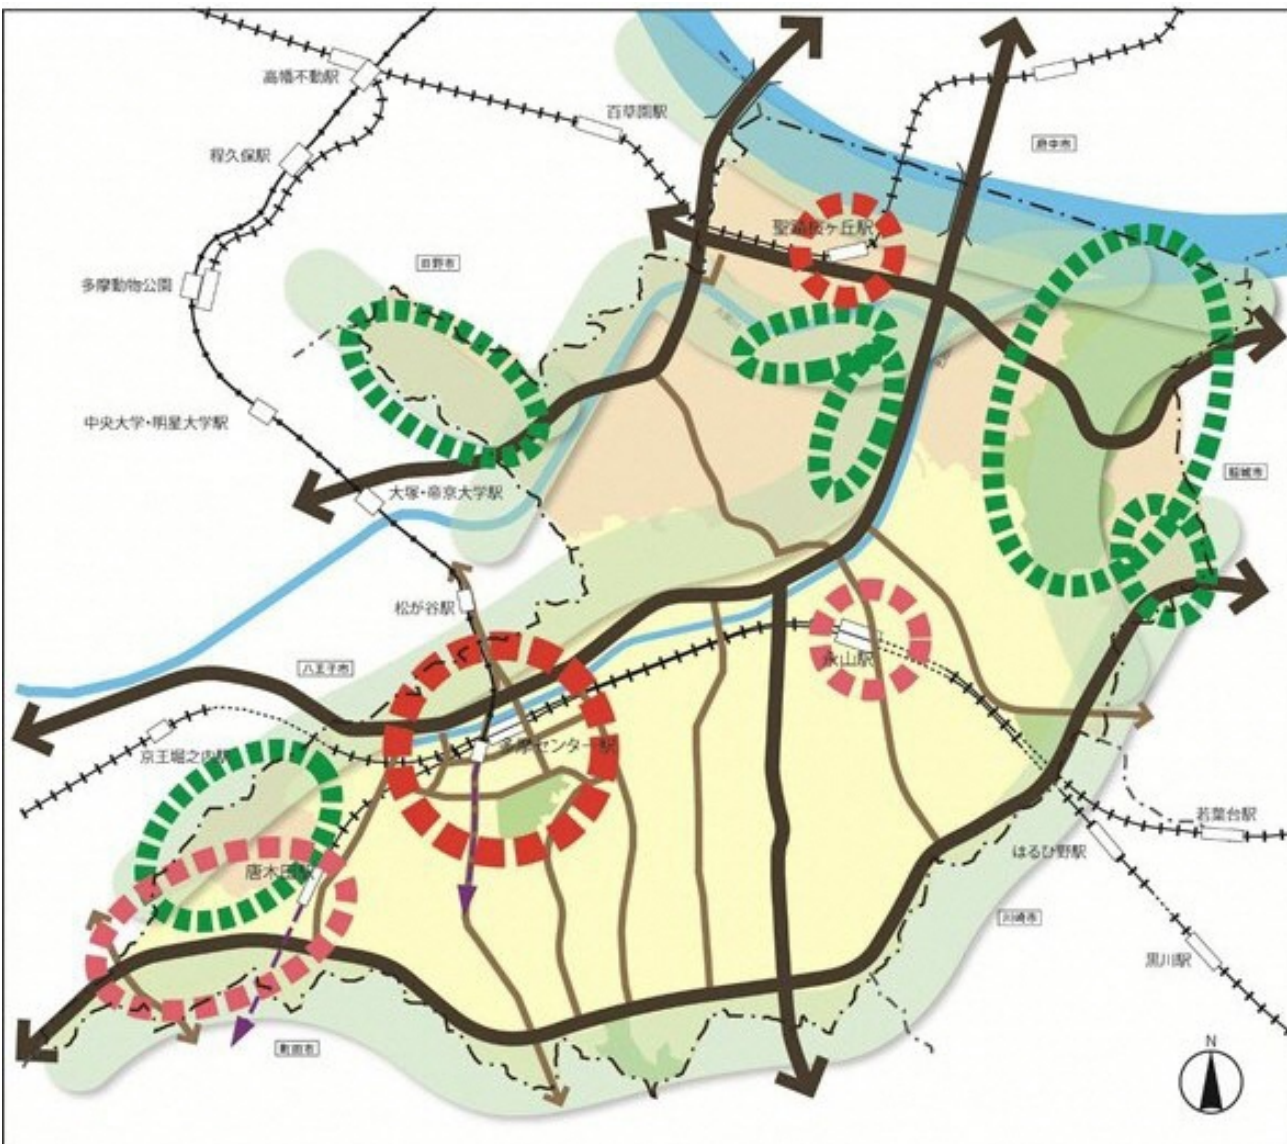 高幡不動駅
百草園駅
府中市
程久保駅
聖蹟桜ヶ丘駅
日野市
多摩動物公園
中央大学・明星大学駅
稲城市
大塚・帝京大学駅
松が谷駅
永山駅
八王子市
多摩センター駅
京王堀之内駅
若葉台駅
はるひ野駅
唐木田駅
川崎市
黒川駅
町田市
N